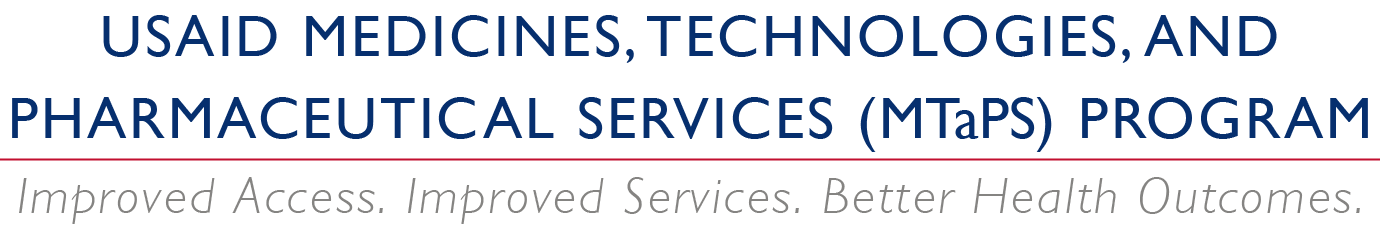 USAID MEDICINES, TECHNOLOGIES, AND
PHARMACEUTICAL SERVICES (MTaPS) PROGRAM
Improved Access. Improved Services. Better Health Outcomes.